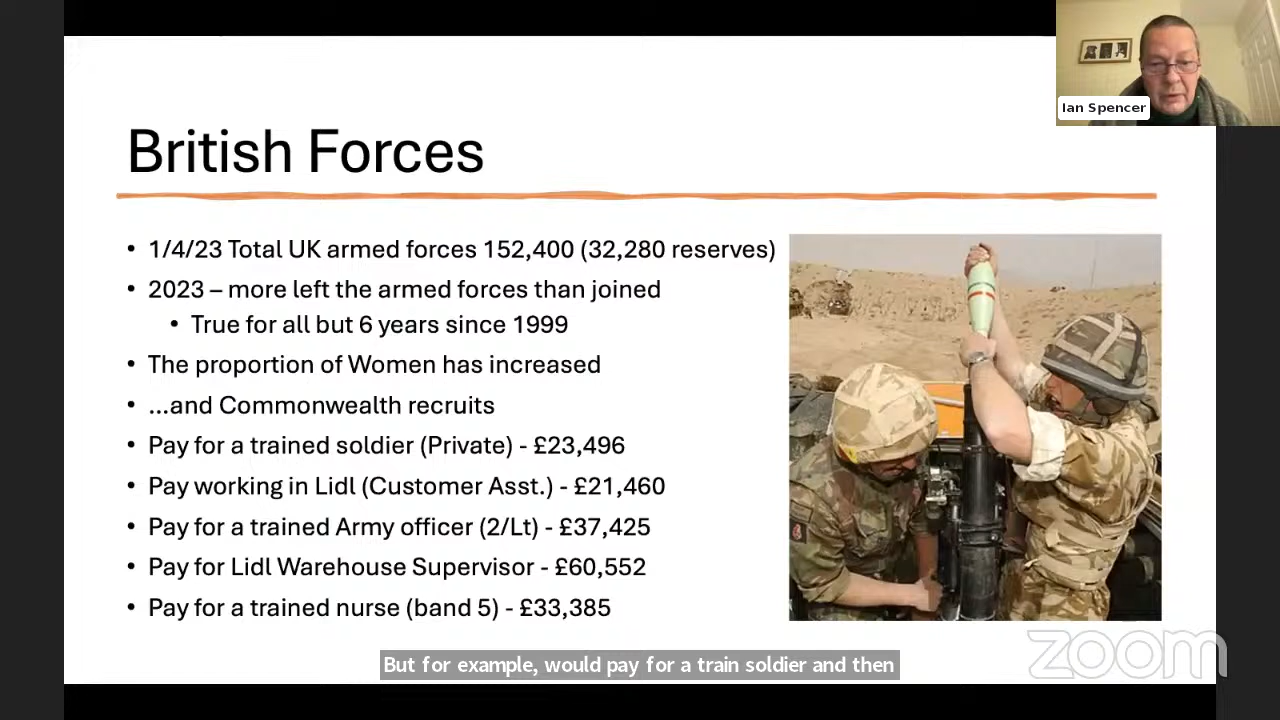 Ian Spencer
British Forces
• 1/4/23 Total UK armed forces 152,400 (32,280 reserves)
• 2023 – more left the armed forces than joined
• True for all but 6 years since 1999
• The proportion of Women has increased
• …and Commonwealth recruits
• Pay for a trained soldier (Private) - £23,496
• Pay working in Lidl (Customer Asst.) - £21,460
• Pay for a trained Army officer (2/Lt) - £37,425
• Pay for Lidl Warehouse Supervisor - £60,552
• Pay for a trained nurse (band 5) - £33,385
But for example, would pay for a train soldier and then
zoom